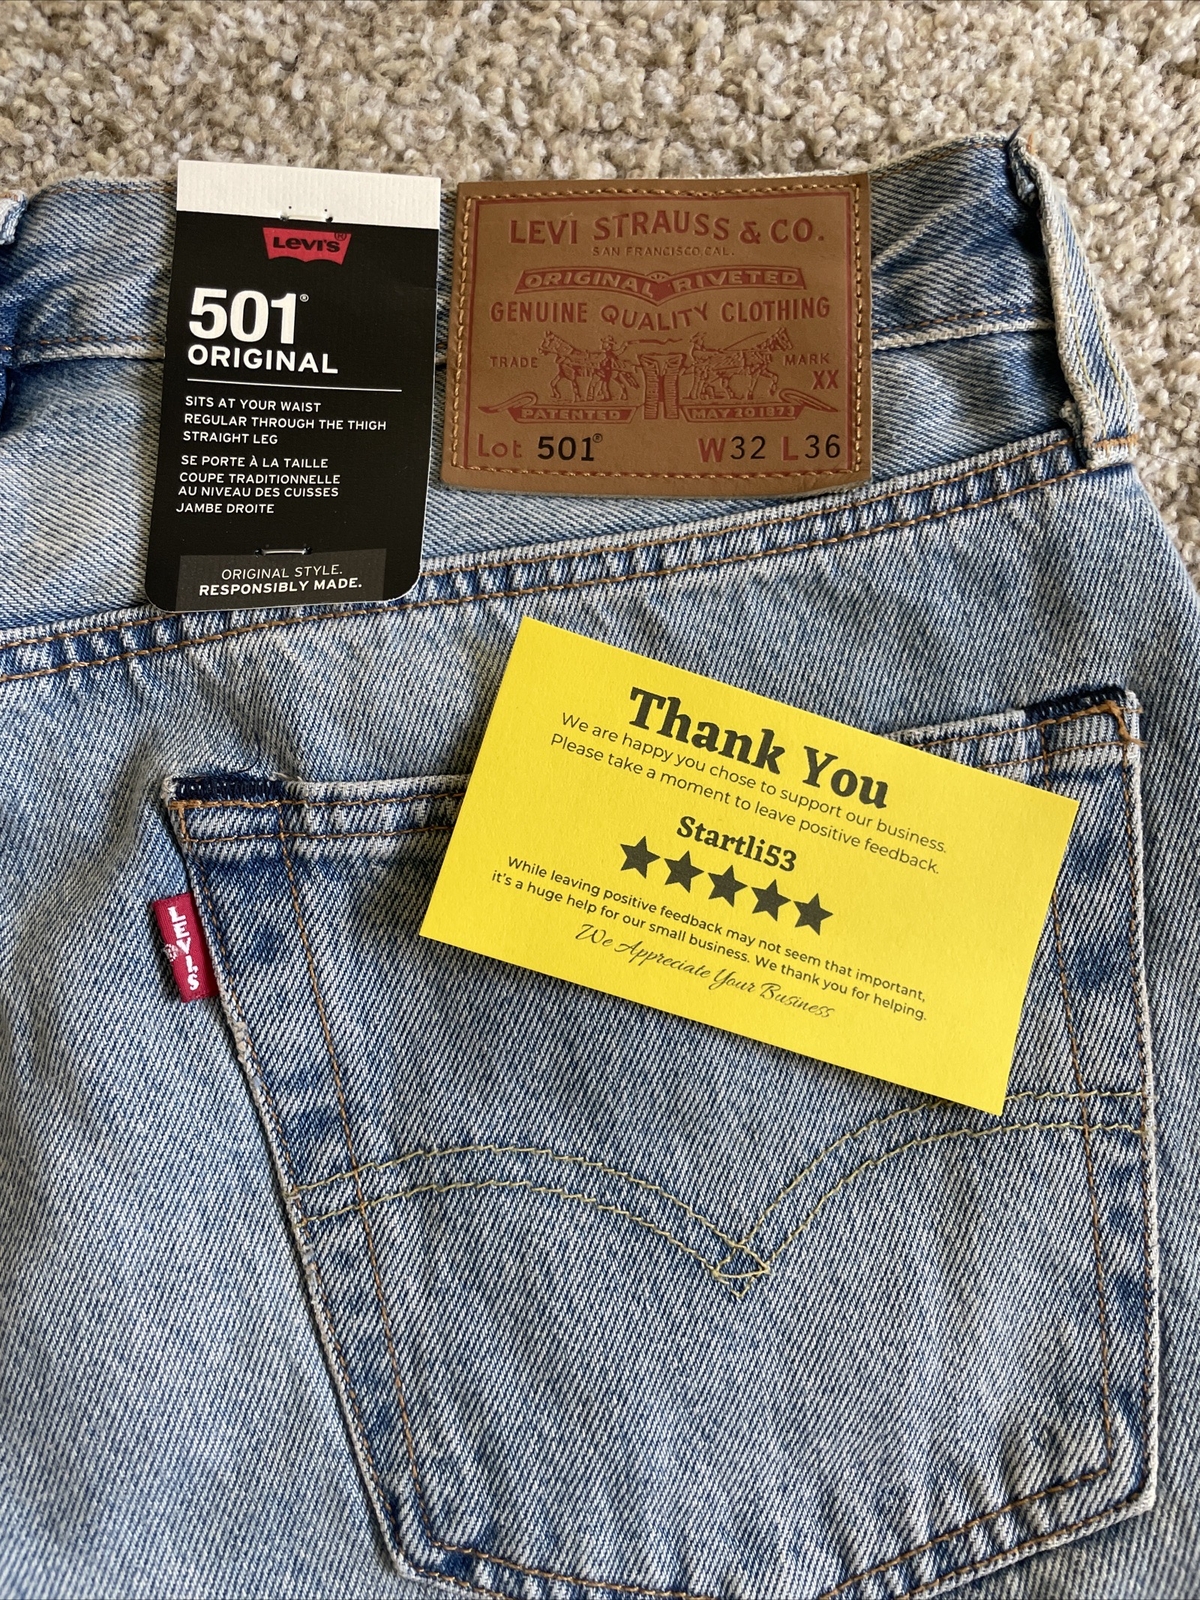 Levi's
501®
ORIGINAL
SITS AT YOUR WAIST
REGULAR THROUGH THE THIGH
STRAIGHT LEG
SE PORTE À LA TAILLE
COUPE TRADITIONNELLE
AU NIVEAU DES CUISSES
JAMBE DROITE
ORIGINAL STYLE.
RESPONSIBLY MADE.
LEVI STRAUSS & CO.
SAN FRANCISCO CAL.
ORIGINAL RIVETED
GENUINE QUALITY CLOTHING
TRADE MARK
XX
PATENTED MAY 20 1873
Lot 501® W32 L36
Thank You
We are happy you chose to support our business.
Please take a moment to leave positive feedback.
Startli53
★★★★★
While leaving positive feedback may not seem that important,
it's a huge help for our small business. We thank you for helping.
We Appreciate Your Business
LEVI'S